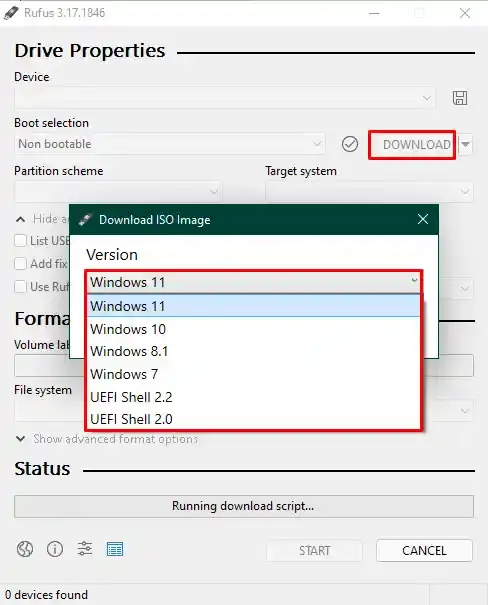 Rufus 3.17.1846
Drive Properties
Device
Boot selection
Non bootable
DOWNLOAD
Partition scheme
Target system
Hide a
List USB
Add fix
Use Ruf
Download ISO Image
Version
Windows 11
Windows 11
Windows 10
Windows 8.1
Windows 7
UEFI Shell 2.2
UEFI Shell 2.0
Forma
Volume lab
File system
Show advanced format options
Status
Running download script...
START
CANCEL
0 devices found